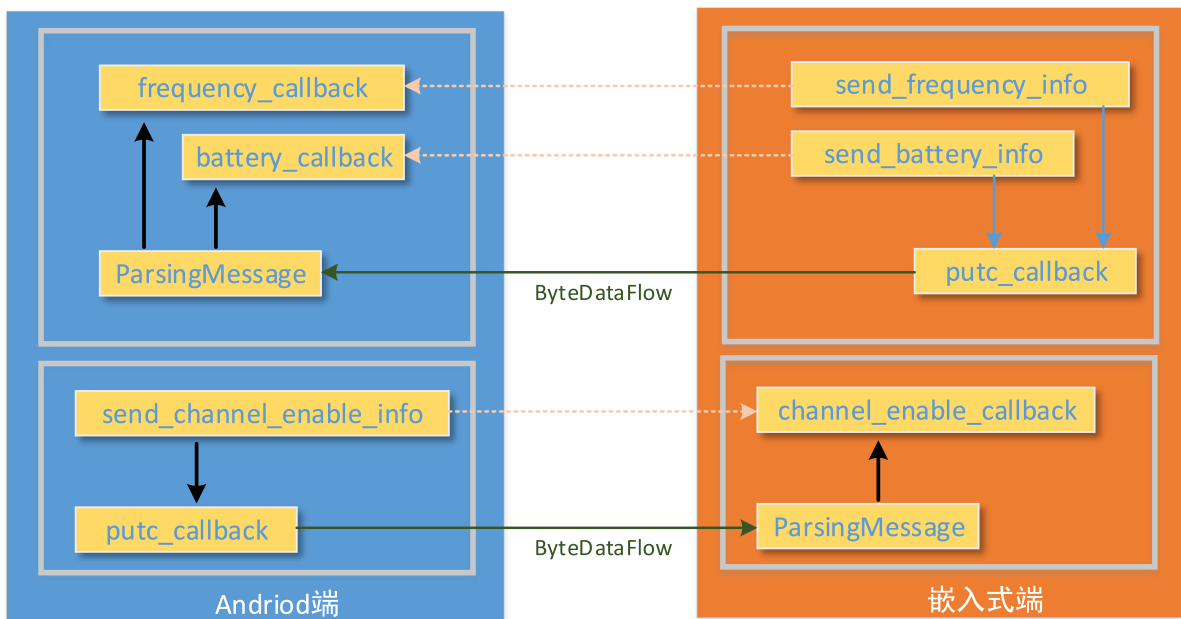 frequency_callback
send_frequency_info
battery_callback
send_battery_info
ParsingMessage
putc_callback
ByteDataFlow
send_channel_enable_info
channel_enable_callback
putc_callback
ParsingMessage
ByteDataFlow
Andriod端
嵌入式端